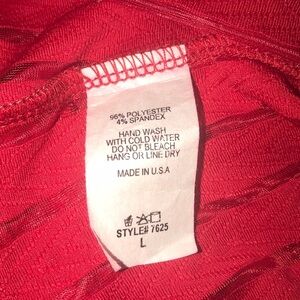 96% POLYESTER
4% SPANDEX
HAND WASH
WITH COLD WATER
DO NOT BLEACH
HANG OR LINE DRY
MADE IN U.S.A
STYLE# 7625
L